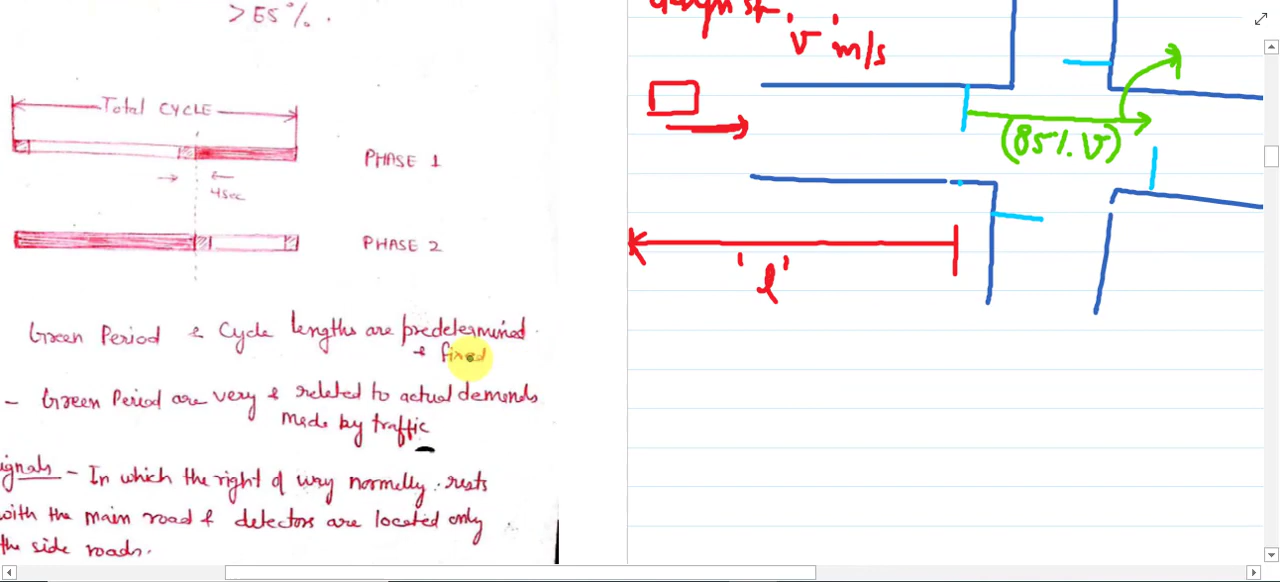 > 85%.
Total CYCLE
PHASE 1
4sec
PHASE 2
Green Period & Cycle lengths are predetermined
& fixed
- Green Period are very & related to actual demands
made by traffic
ignals - In which the right of way normally rests
with the main road & detectors are located only
the side roads.
design
'v' m/s
(85%.V)
'l'